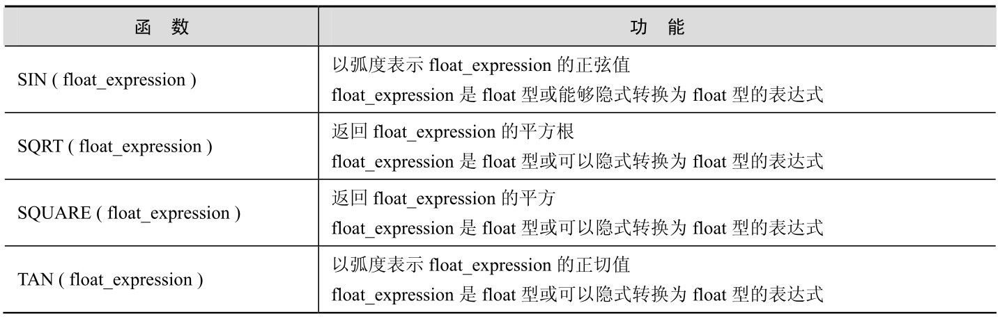 函 数
功 能
SIN ( float_expression )
以弧度表示 float_expression 的正弦值
float_expression 是 float 型或能够隐式转换为 float 型的表达式
SQRT ( float_expression )
返回 float_expression 的平方根
float_expression 是 float 型或可以隐式转换为 float 型的表达式
SQUARE ( float_expression )
返回 float_expression 的平方
float_expression 是 float 型或可以隐式转换为 float 型的表达式
TAN ( float_expression )
以弧度表示 float_expression 的正切值
float_expression 是 float 型或可以隐式转换为 float 型的表达式